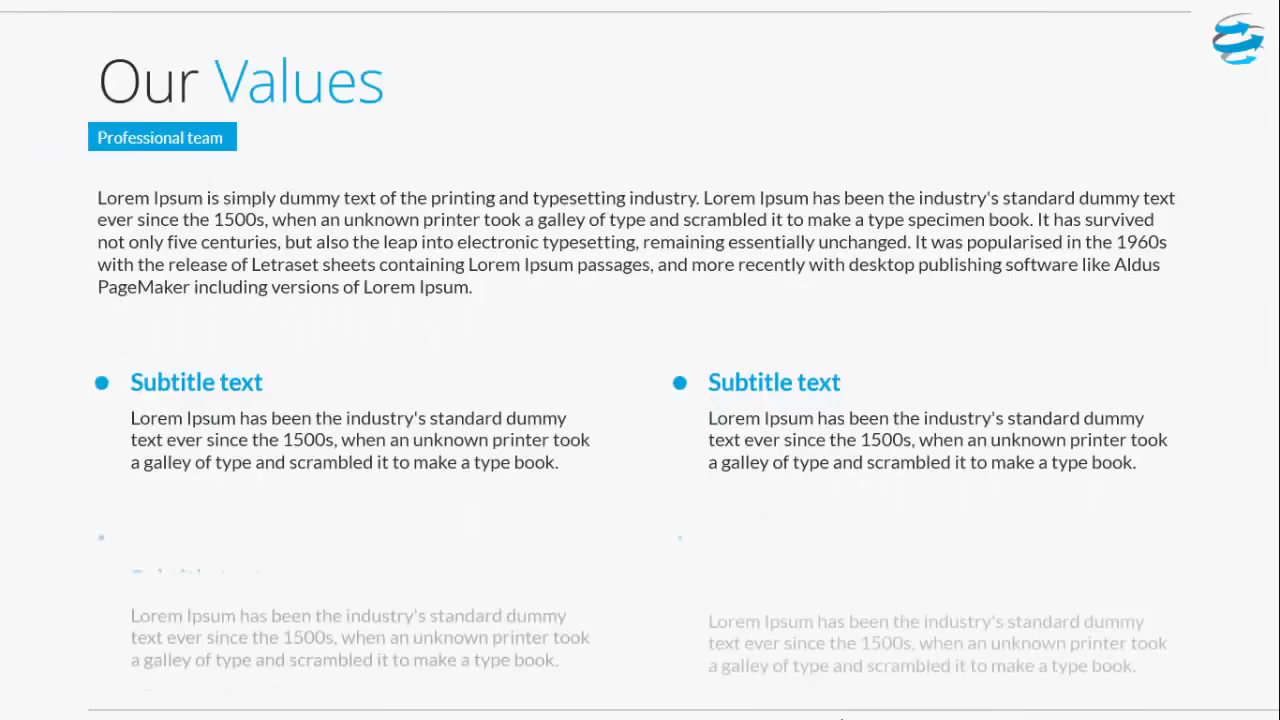 Our Values
Professional team
Lorem Ipsum is simply dummy text of the printing and typesetting industry. Lorem Ipsum has been the industry's standard dummy text
ever since the 1500s, when an unknown printer took a galley of type and scrambled it to make a type specimen book. It has survived
not only five centuries, but also the leap into electronic typesetting, remaining essentially unchanged. It was popularised in the 1960s
with the release of Letraset sheets containing Lorem Ipsum passages, and more recently with desktop publishing software like Aldus
PageMaker including versions of Lorem Ipsum.
Subtitle text
Lorem Ipsum has been the industry's standard dummy
text ever since the 1500s, when an unknown printer took
a galley of type and scrambled it to make a type book.
Subtitle text
Lorem Ipsum has been the industry's standard dummy
text ever since the 1500s, when an unknown printer took
a galley of type and scrambled it to make a type book.
Lorem Ipsum has been the industry's standard dummy
text ever since the 1500s, when an unknown printer took
a galley of type and scrambled it to make a type book.
Lorem Ipsum has been the industry's standard dummy
text ever since the 1500s, when an unknown printer took
a galley of type and scrambled it to make a type book.